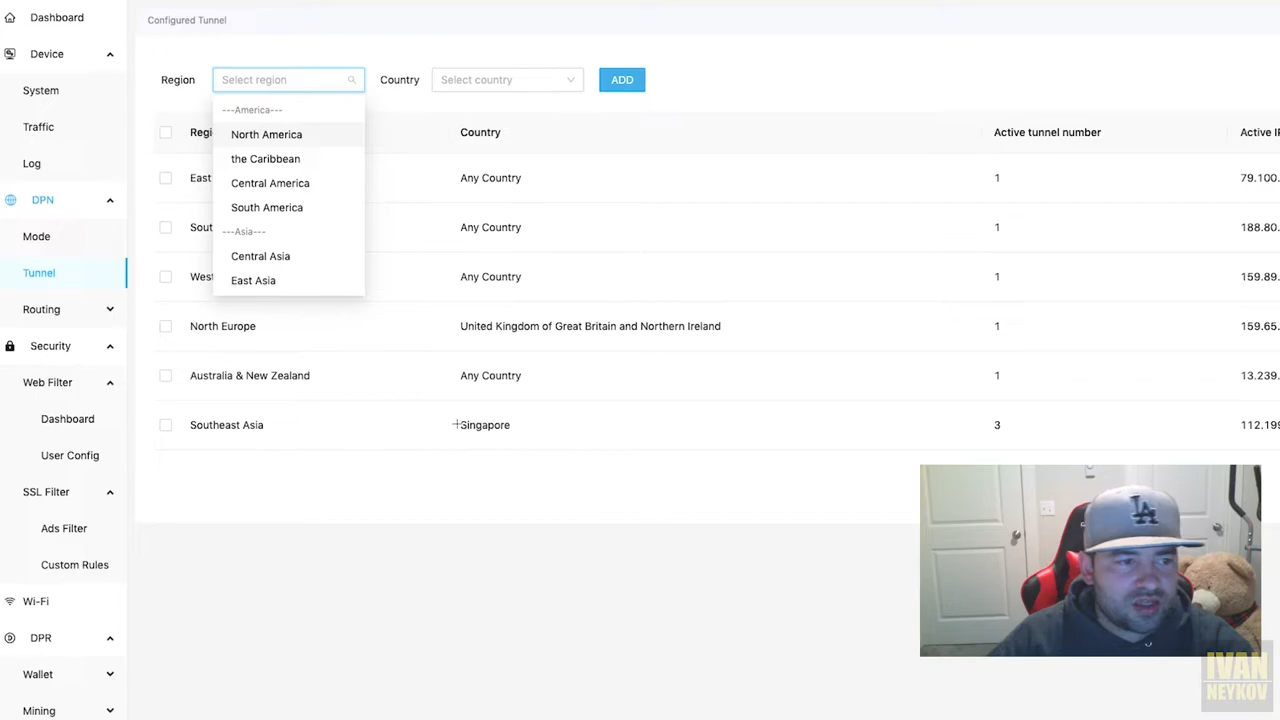 Dashboard
Device
System
Traffic
Log
DPN
Mode
Tunnel
Routing
Security
Web Filter
Dashboard
User Config
SSL Filter
Ads Filter
Custom Rules
Wi-Fi
DPR
Wallet
Mining
Configured Tunnel
Region Select region Country Select country ADD
---America---
North America
the Caribbean
Central America
South America
---Asia---
Central Asia
East Asia
Country Active tunnel number Active
East Any Country 1 79.100.
Any Country 1 188.80.
Any Country 1 159.89.
North Europe United Kingdom of Great Britain and Northern Ireland 1 159.65.
Australia & New Zealand Any Country 1 13.239.
Southeast Asia Singapore 3 112.199
LA
IVAN
NEYKOV